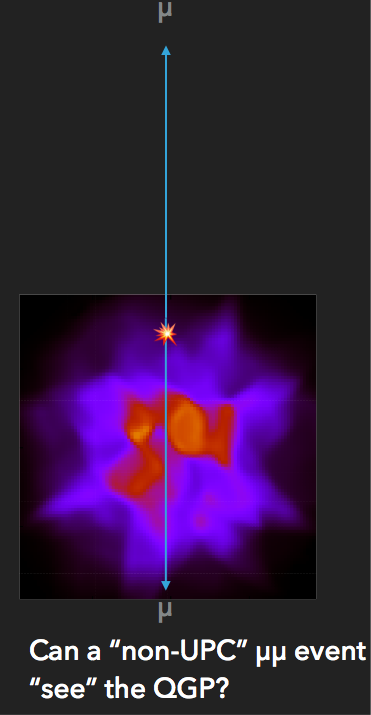 μ
μ
Can a “non-UPC” μμ event
“see” the QGP?